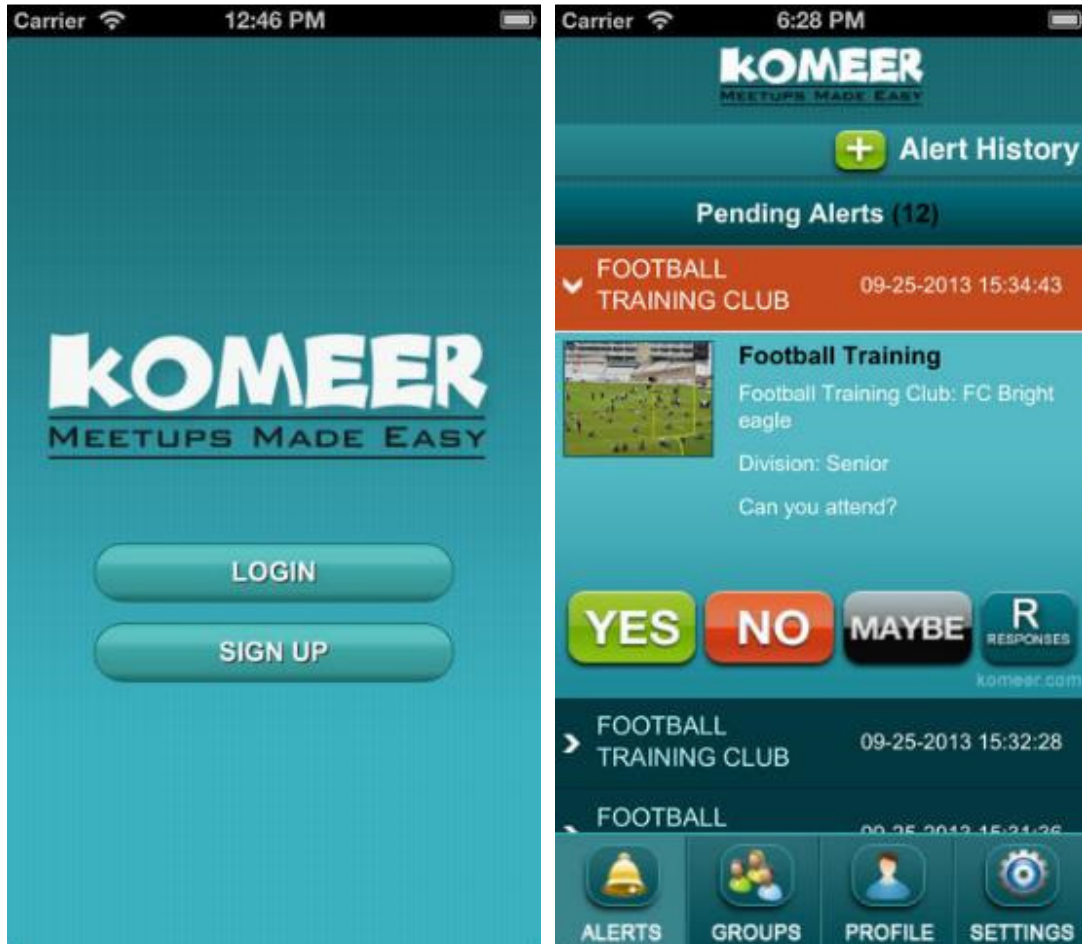 Carrier 12:46 PM
KOMEER
MEETUPS MADE EASY
LOGIN
SIGN UP
Carrier 6:28 PM
KOMEER
MEETUPS MADE EASY
+ Alert History
Pending Alerts (12)
FOOTBALL
TRAINING CLUB
09-25-2013 15:34:43
Football Training
Football Training Club: FC Bright
eagle
Division: Senior
Can you attend?
YES NO MAYBE R
RESPONSES
komeer.com
FOOTBALL
TRAINING CLUB
09-25-2013 15:32:28
FOOTBALL
ALERTS GROUPS PROFILE SETTINGS